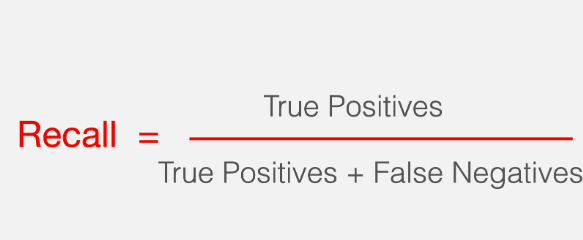 True Positives
Recall =
True Positives + False Negatives